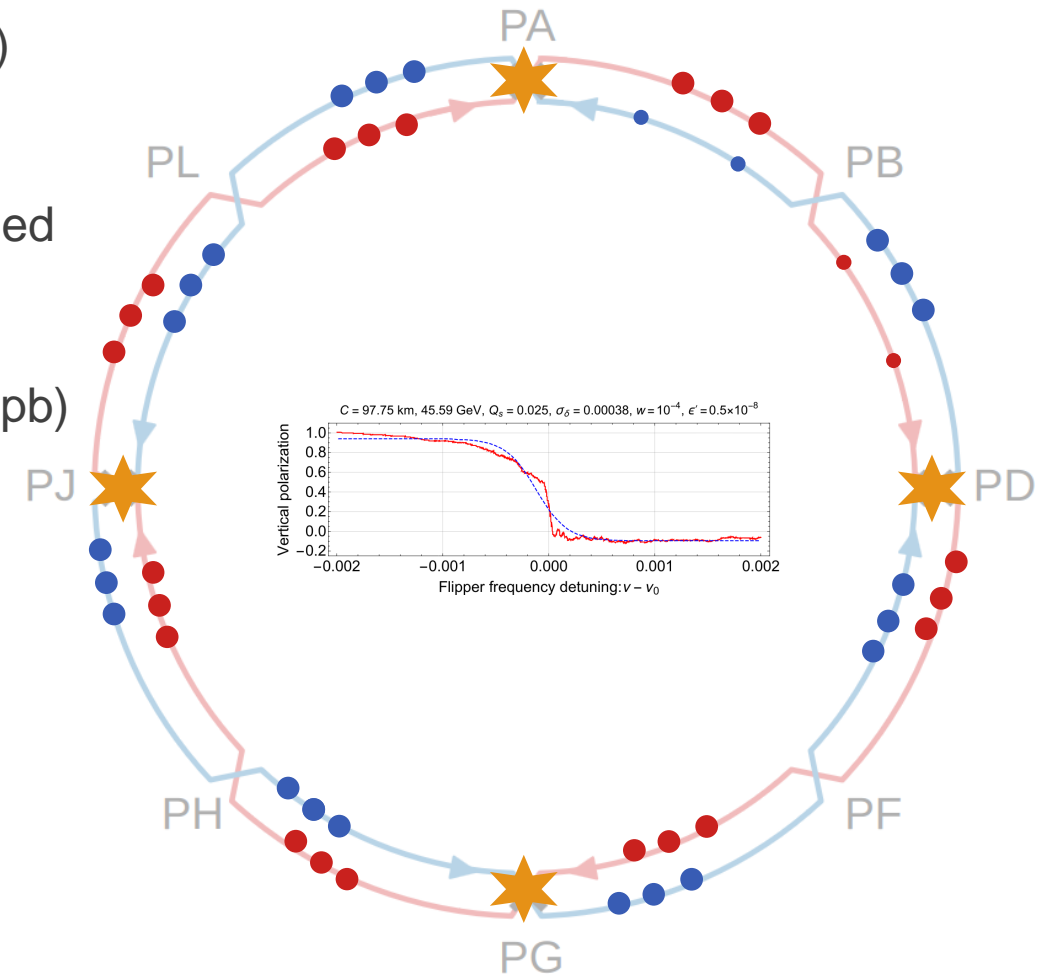 )
PA
PL
PB
ed
pb)
C = 97.75 km, 45.59 GeV, Qs = 0.025, σδ = 0.00038, w = 10⁻⁴, ϵ′ = 0.5×10⁻⁸
Vertical polarization
1.0
0.8
0.6
0.4
0.2
0.0
−0.2
−0.002
−0.001
0.000
0.001
0.002
Flipper frequency detuning: ν − ν₀
PJ
PD
PH
PF
PG